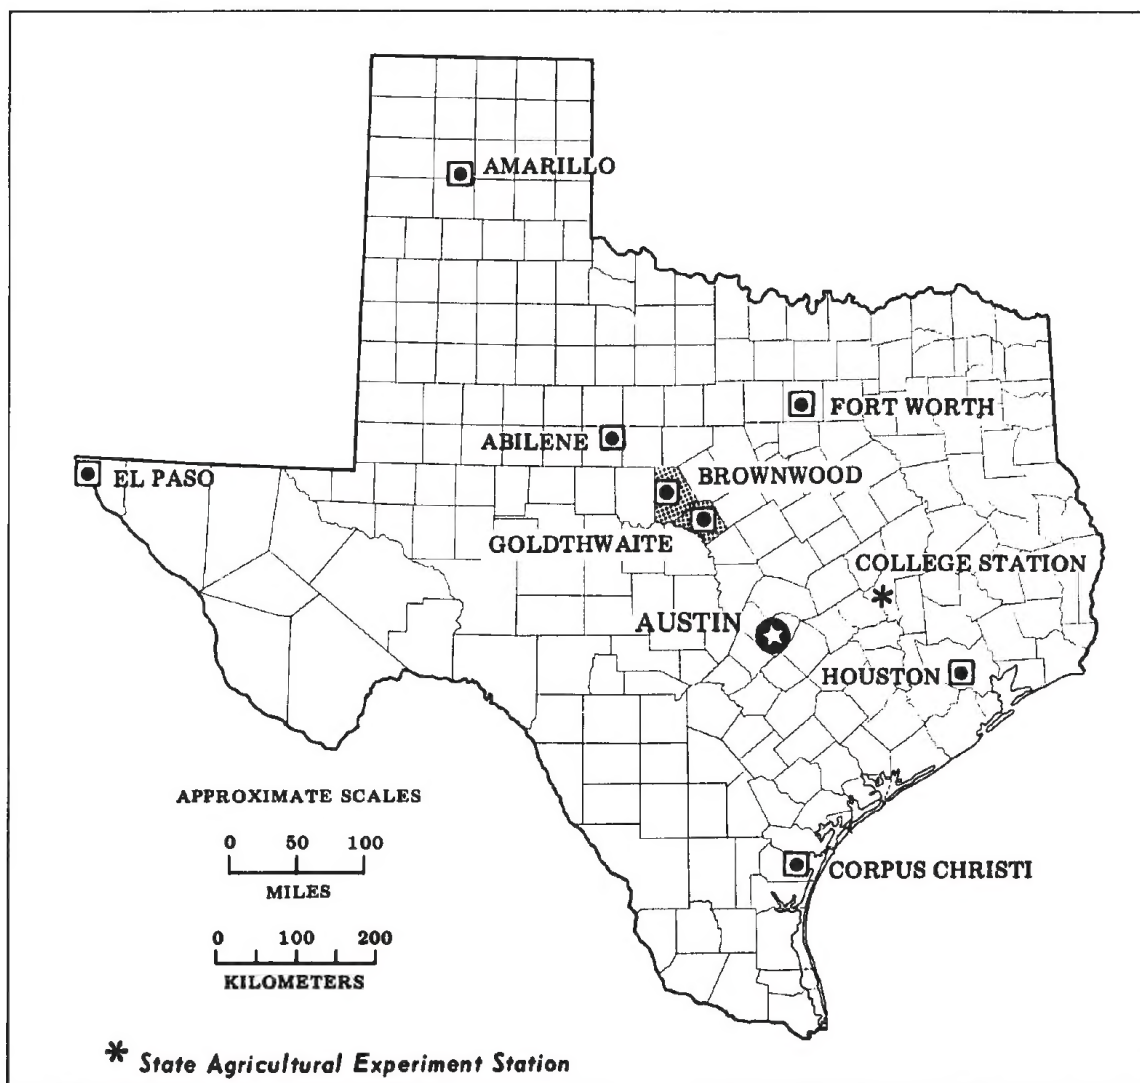 AMARILLO
FORT WORTH
ABILENE
BROWNWOOD
EL PASO
GOLDTHWAITE
COLLEGE STATION
AUSTIN
HOUSTON
APPROXIMATE SCALES
0 50 100
MILES
CORPUS CHRISTI
0 100 200
KILOMETERS
* State Agricultural Experiment Station